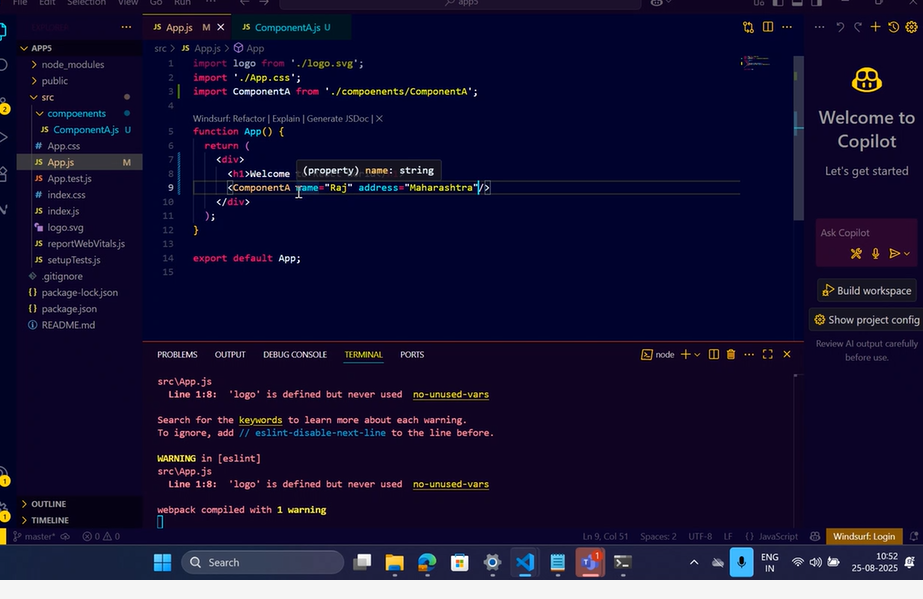 File Edit Selection View Go Run ··· app5
EXPLORER ···
APP5
node_modules
public
src
compoenents
ComponentA.js U
App.css
App.js M
App.test.js
index.css
index.js
logo.svg
reportWebVitals.js
setupTests.js
.gitignore
package-lock.json
package.json
README.md
OUTLINE
TIMELINE
JS App.js M JS ComponentA.js U
src > JS App.js > App
1 import logo from './logo.svg';
2 import './App.css';
3 import ComponentA from './compoenents/ComponentA';
4
Windsurf: Refactor | Explain | Generate JSDoc | X
5 function App() {
6 return (
7 <div>
(property) name: string
8 <h1>Welcome
9 <ComponentA name="Raj" address="Maharashtra"/>
10 </div>
11 );
12 }
13
14 export default App;
15
PROBLEMS OUTPUT DEBUG CONSOLE TERMINAL PORTS node
src\App.js
Line 1:8: 'logo' is defined but never used no-unused-vars
Search for the keywords to learn more about each warning.
To ignore, add // eslint-disable-next-line to the line before.
WARNING in [eslint]
src\App.js
Line 1:8: 'logo' is defined but never used no-unused-vars
webpack compiled with 1 warning
Welcome to
Copilot
Let's get started
Ask Copilot
Build workspace
Show project config
Review AI output carefully
before use.
2
1
1
master* 0 0 Ln 9, Col 51 Spaces: 2 UTF-8 LF {} JavaScript Windsurf: Login
Search
1
ENG
IN
10:52
25-08-2025